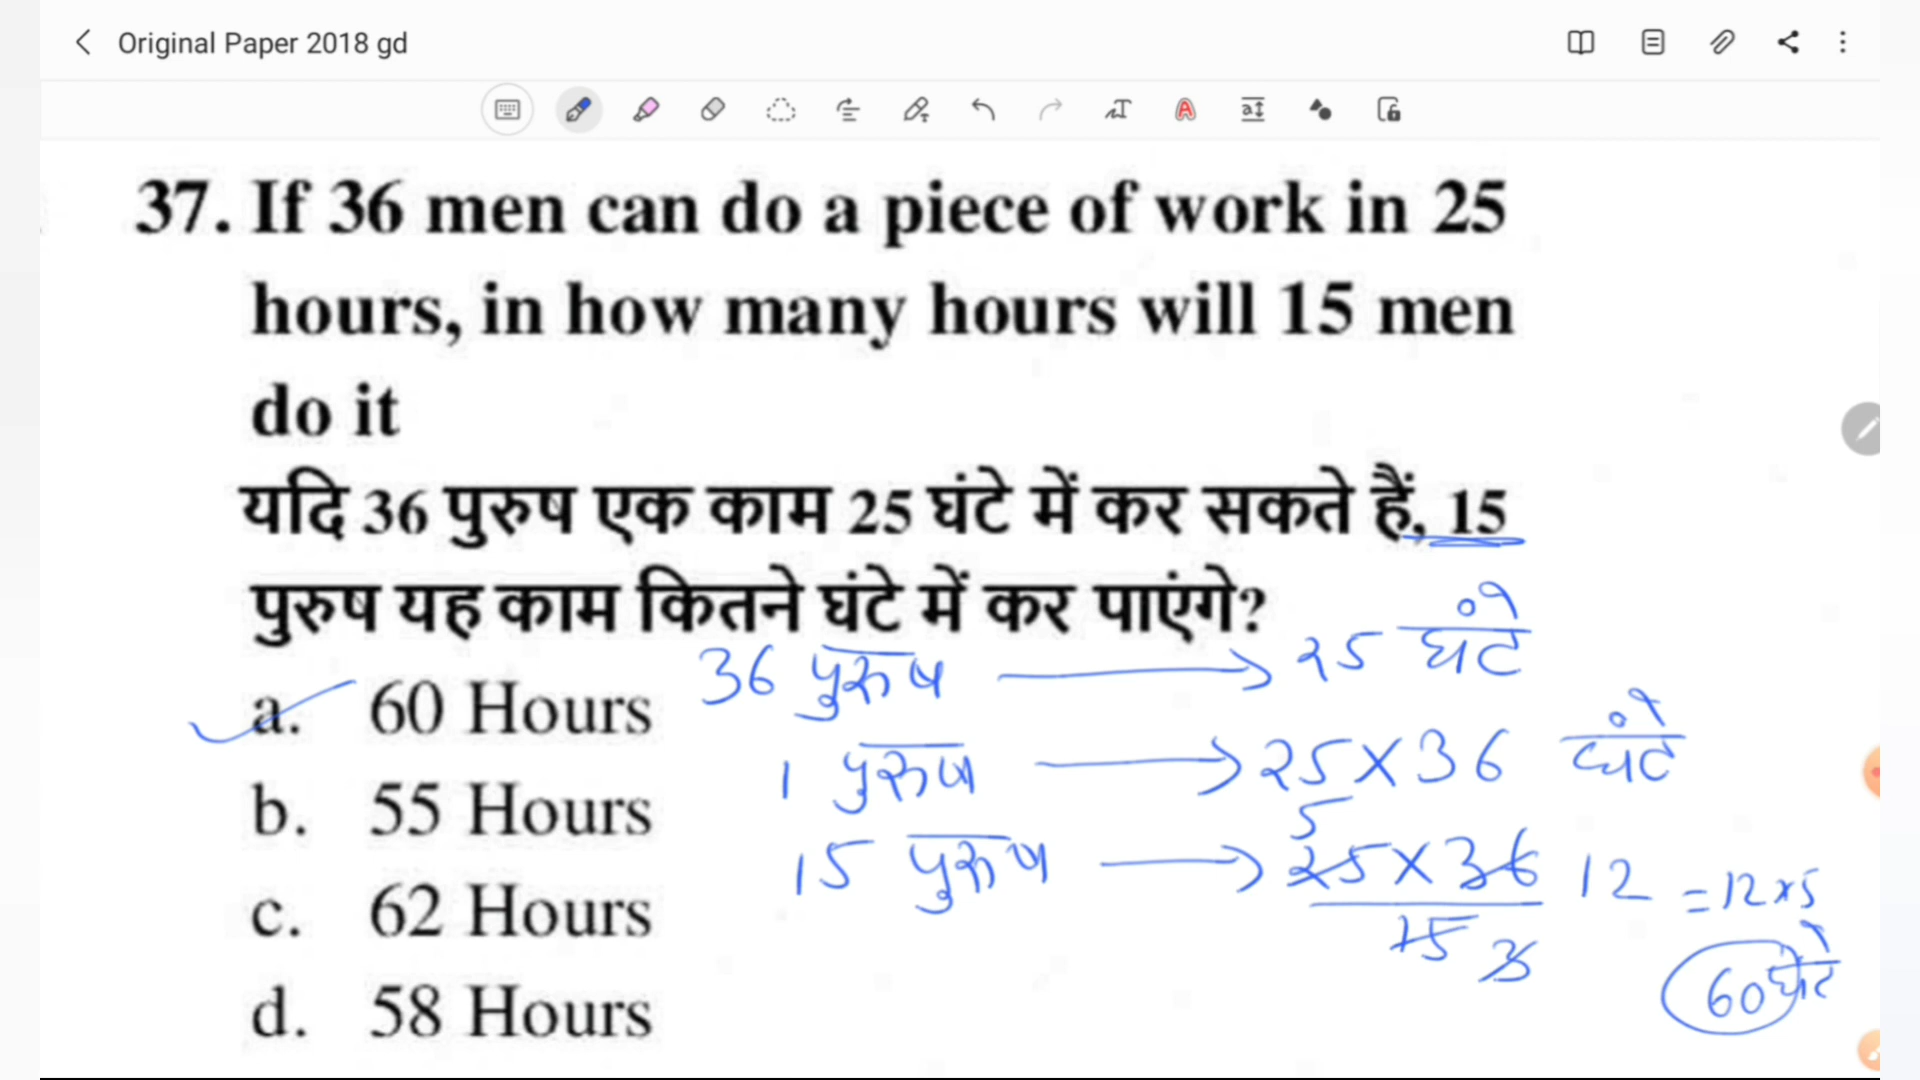 Original Paper 2018 gd
37. If 36 men can do a piece of work in 25
hours, in how many hours will 15 men
do it
यदि 36 पुरुष एक काम 25 घंटे में कर सकते हैं, 15
पुरुष यह काम कितने घंटे में कर पाएंगे?
36 पुरुष → 25 घंटे
a. 60 Hours
1 पुरुष → 25 × 36 घंटे
b. 55 Hours
5
15 पुरुष → 25 × 36 12 = 12 × 5
c. 62 Hours
15 3
60 घंटे
d. 58 Hours